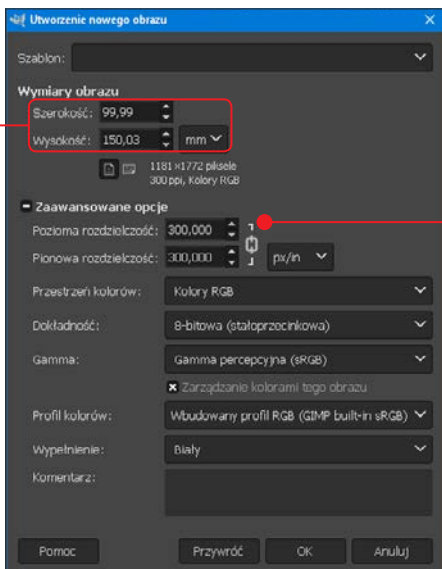 Utworzenie nowego obrazu
Szablon:
Wymiary obrazu
Szerokość: 99,99
Wysokość: 150,03 mm
1181 × 1772 piksele
300 ppi, Kolory RGB
Zaawansowane opcje
Pozioma rozdzielczość: 300,000
Pionowa rozdzielczość: 300,000 px/in
Przestrzeń kolorów: Kolory RGB
Dokładność: 8-bitowa (stałoprzecinkowa)
Gamma: Gamma percepcyjna (sRGB)
Zarządzanie kolorami tego obrazu
Profil kolorów: Wbudowany profil RGB (GIMP built-in sRGB)
Wypełnienie: Biały
Komentarz:
Pomoc Przywróć OK Anuluj